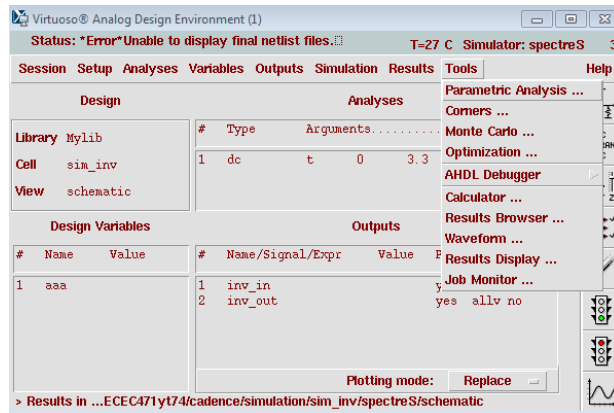 Virtuoso® Analog Design Environment (1)
Status: *Error*Unable to display final netlist files.
T=27 C Simulator: spectreS 3
Session Setup Analyses Variables Outputs Simulation Results Tools Help
Parametric Analysis ...
Corners ...
Monte Carlo ...
Optimization ...
AHDL Debugger
Calculator ...
Results Browser ...
Waveform ...
Results Display ...
Job Monitor ...
Design
Library Mylib
Cell sim_inv
View schematic
Analyses
# Type Arguments..........
1 dc t 0 3.3
Design Variables
# Name Value
1 aaa
Outputs
# Name/Signal/Expr Value P
1 inv_in y
2 inv_out yes allv no
Plotting mode: Replace
> Results in ...ECEC471yt74/cadence/simulation/sim_inv/spectreS/schematic